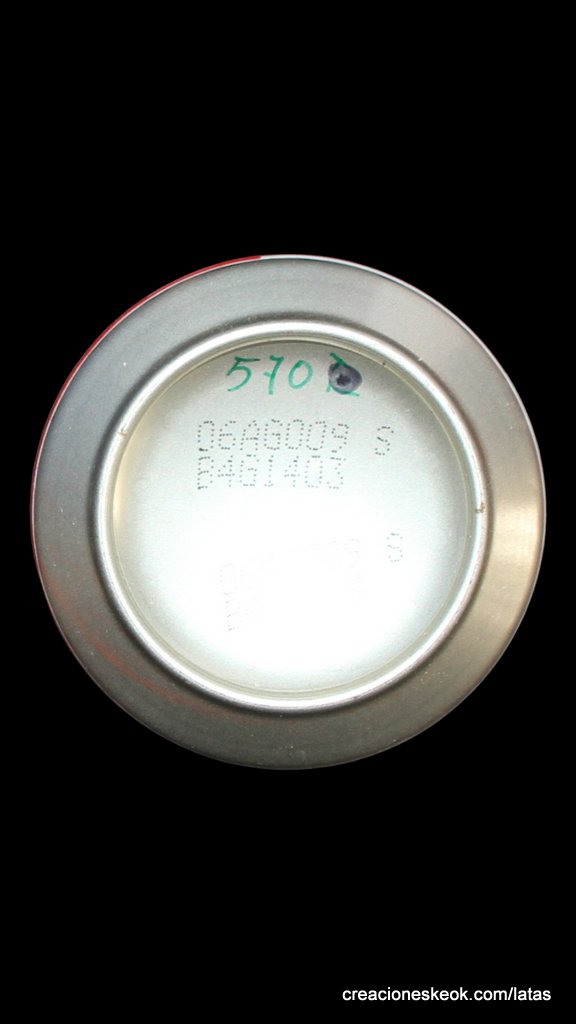 570
06AG009 S
B4G1403
S
creacioneskeok.com/latas